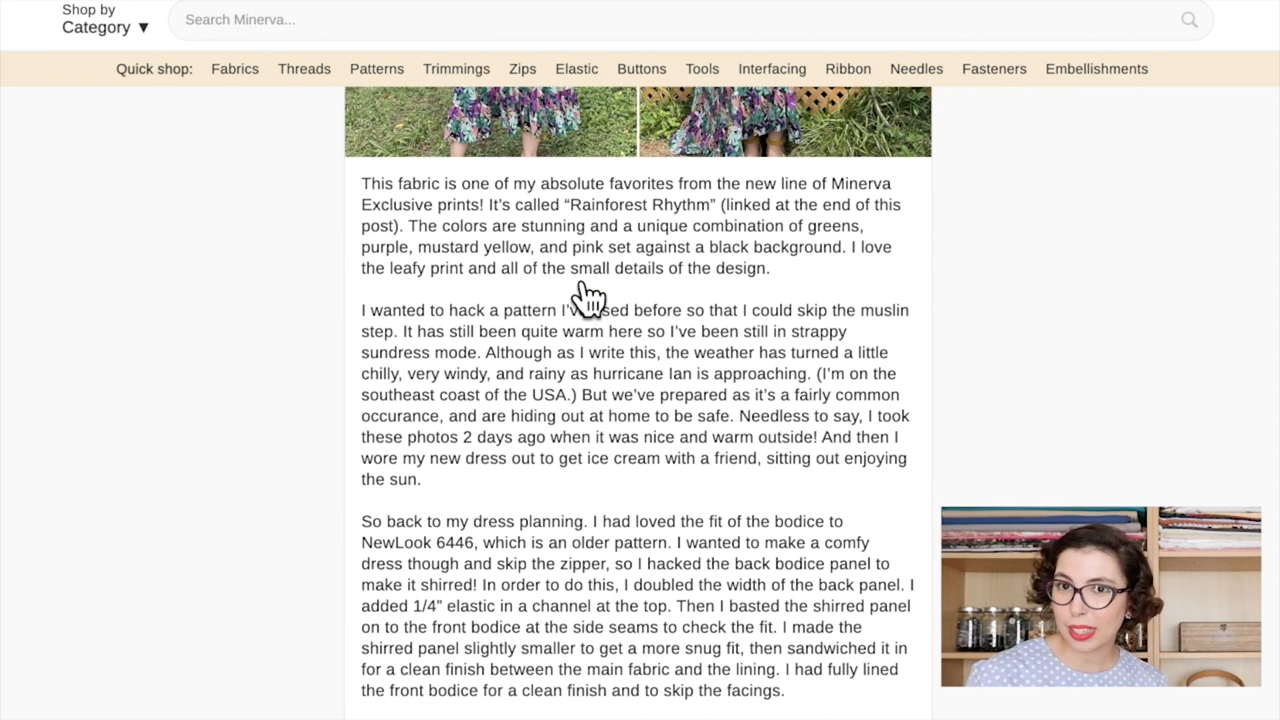 Shop by
Category ▼
Search Minerva...
Quick shop: Fabrics Threads Patterns Trimmings Zips Elastic Buttons Tools Interfacing Ribbon Needles Fasteners Embellishments
This fabric is one of my absolute favorites from the new line of Minerva
Exclusive prints! It’s called “Rainforest Rhythm” (linked at the end of this
post). The colors are stunning and a unique combination of greens,
purple, mustard yellow, and pink set against a black background. I love
the leafy print and all of the small details of the design.
I wanted to hack a pattern sed before so that I could skip the muslin
step. It has still been quite warm here so I’ve been still in strappy
sundress mode. Although as I write this, the weather has turned a little
chilly, very windy, and rainy as hurricane Ian is approaching. (I’m on the
southeast coast of the USA.) But we’ve prepared as it’s a fairly common
occurance, and are hiding out at home to be safe. Needless to say, I took
these photos 2 days ago when it was nice and warm outside! And then I
wore my new dress out to get ice cream with a friend, sitting out enjoying
the sun.
So back to my dress planning. I had loved the fit of the bodice to
NewLook 6446, which is an older pattern. I wanted to make a comfy
dress though and skip the zipper, so I hacked the back bodice panel to
make it shirred! In order to do this, I doubled the width of the back panel. I
added 1/4” elastic in a channel at the top. Then I basted the shirred panel
on to the front bodice at the side seams to check the fit. I made the
shirred panel slightly smaller to get a more snug fit, then sandwiched it in
for a clean finish between the main fabric and the lining. I had fully lined
the front bodice for a clean finish and to skip the facings.